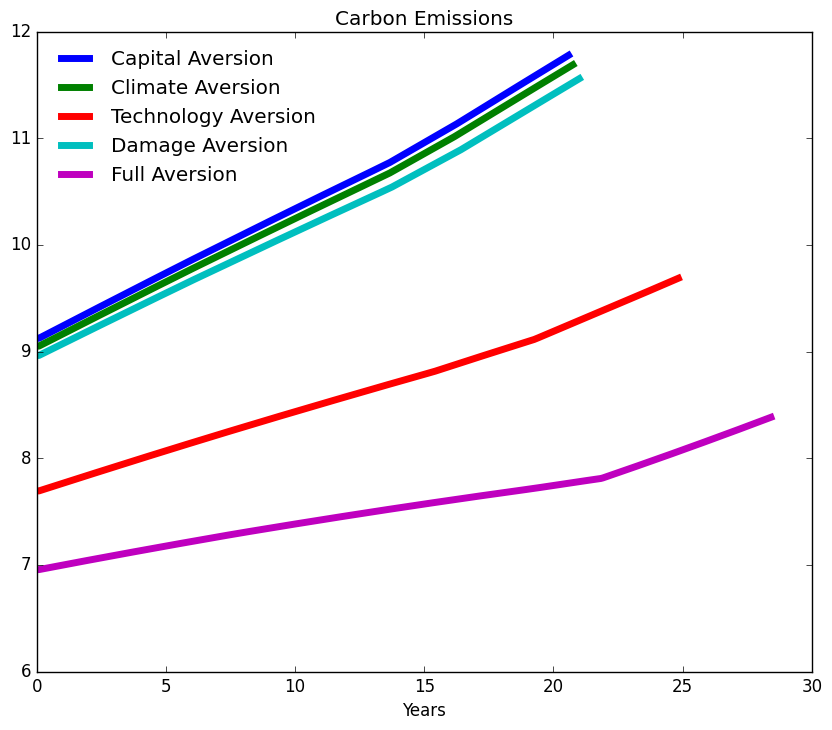 Carbon Emissions
12
11
10
9
8
7
6
Capital Aversion
Climate Aversion
Technology Aversion
Damage Aversion
Full Aversion
0 5 10 15 20 25 30
Years